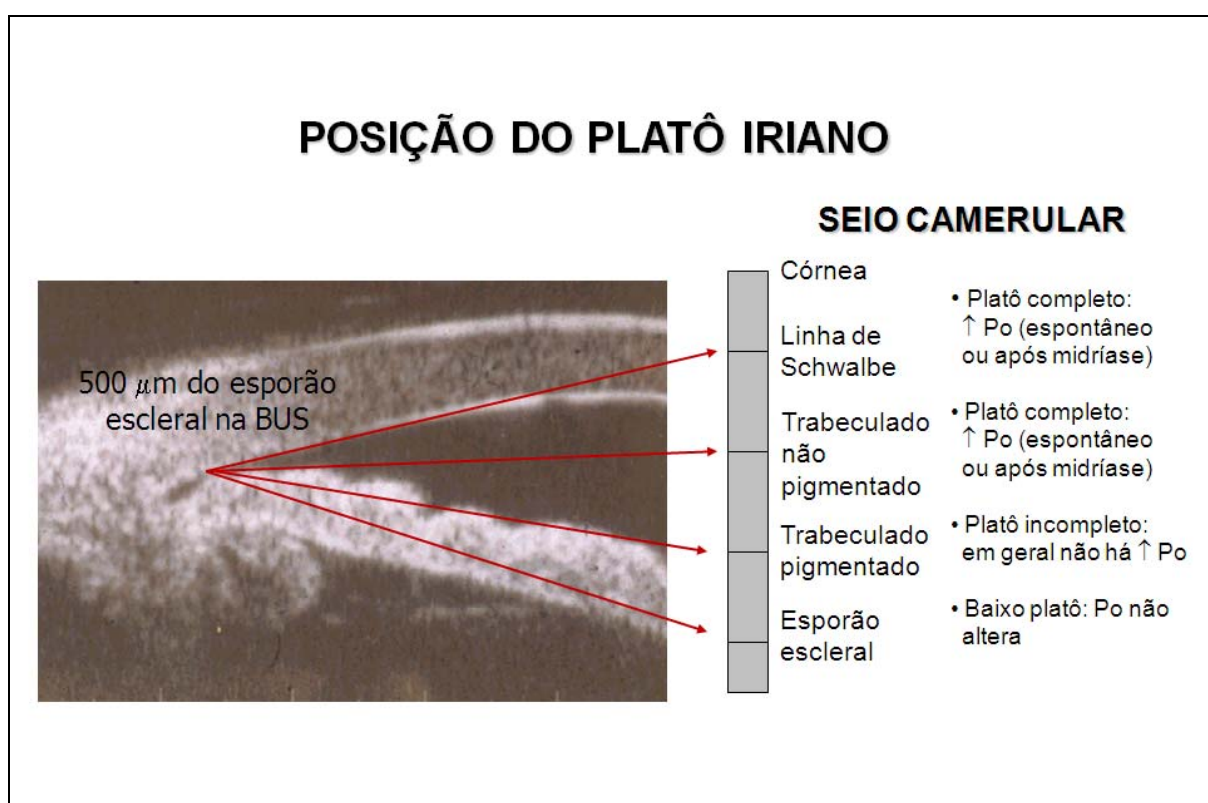 POSIÇÃO DO PLATÔ IRIANO
SEIO CAMERULAR
500 µm do esporão
escleral na BUS
Córnea
Linha de
Schwalbe
Trabeculado
não
pigmentado
Trabeculado
pigmentado
Esporão
escleral
• Platô completo:
↑ Po (espontâneo
ou após midríase)
• Platô completo:
↑ Po (espontâneo
ou após midríase)
• Platô incompleto:
em geral não há ↑ Po
• Baixo platô: Po não
altera